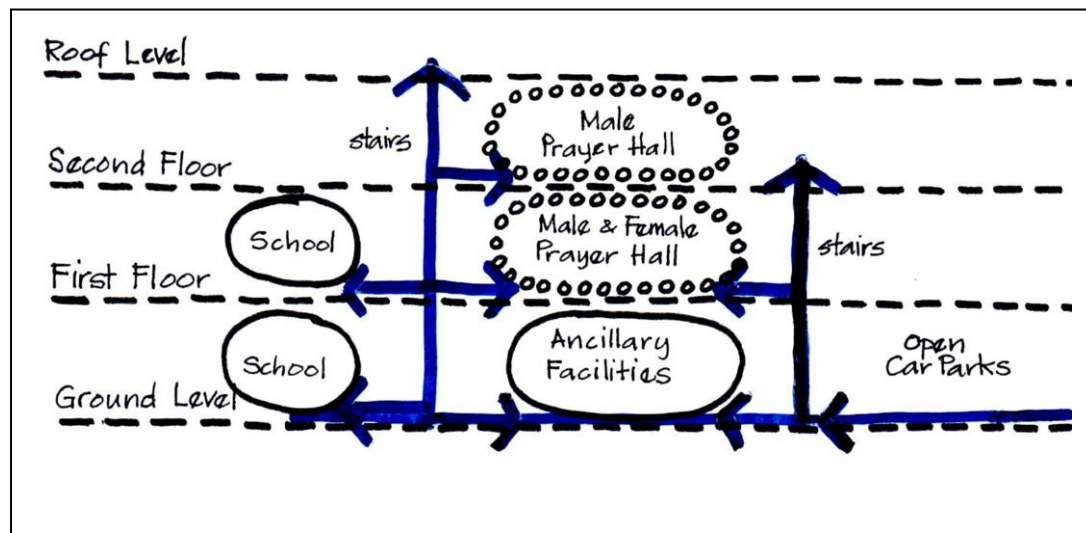 Roof Level
stairs
Male
Prayer Hall
Second Floor
School
Male & Female
Prayer Hall
stairs
First Floor
School
Ancillary
Facilities
Open
Car Parks
Ground Level